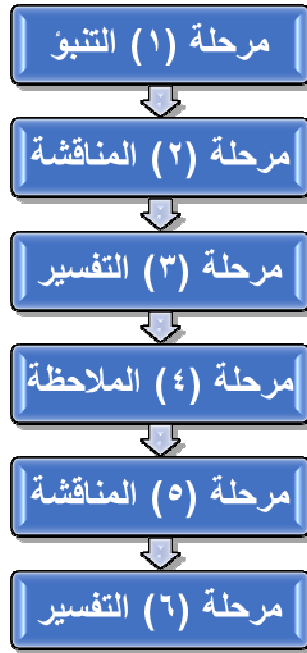 مرحلة (١) التنبؤ
مرحلة (٢) المناقشة
مرحلة (٣) التفسير
مرحلة (٤) الملاحظة
مرحلة (٥) المناقشة
مرحلة (٦) التفسير